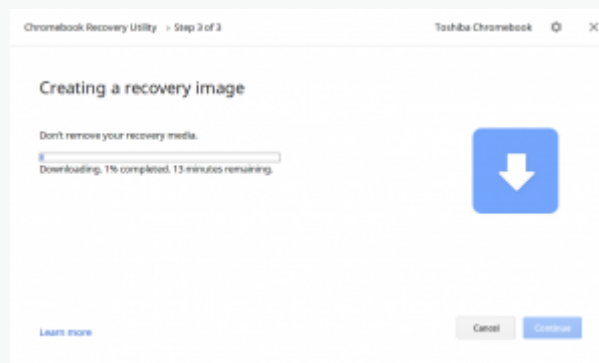 Chromebook Recovery Utility › Step 3 of 3 Toshiba Chromebook
Creating a recovery image
Don't remove your recovery media.
Downloading. 1% completed. 13 minutes remaining.
Learn more Cancel Continue